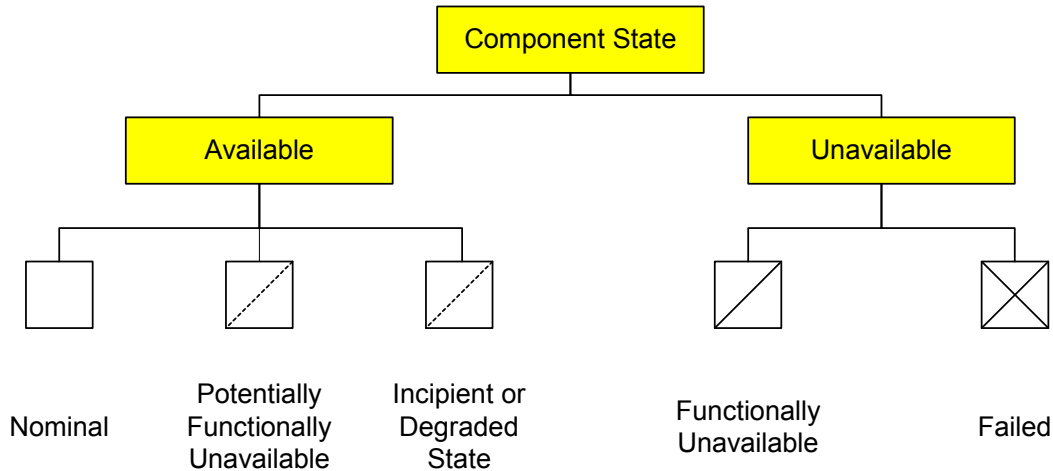 Component State
Available
Unavailable
Nominal
Potentially
Functionally
Unavailable
Incipient or
Degraded
State
Functionally
Unavailable
Failed